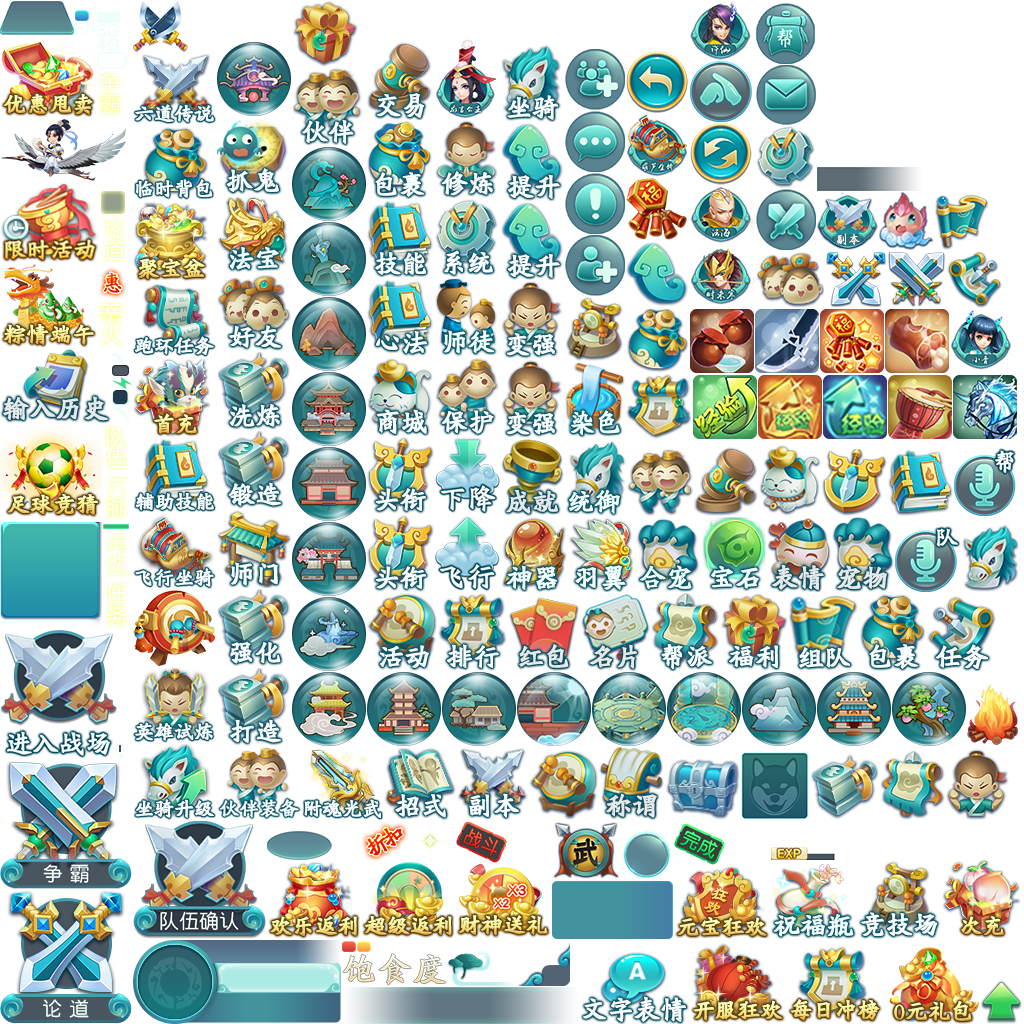 帮
优惠甩卖
六道传说
交易
坐骑
伙伴
临时背包
抓鬼
包裹
修炼
提升
限时活动
聚宝盆
法宝
技能
系统
提升
副本
惠
粽情端午
跑环任务
好友
心法
师徒
变强
小青
输入历史
首充
洗炼
商城
保护
变强
染色
经验
经验
经验
足球竞猜
辅助技能
锻造
头衔
下降
成就
统御
帮
飞行坐骑
师门
头衔
飞行
神器
羽翼
合宠
宝石
表情
宠物
队
强化
活动
排行
红包
名片
帮派
福利
组队
包裹
任务
进入战场
英雄试炼
打造
坐骑升级
伙伴装备
附魂光武
招式
副本
称谓
争霸
队伍确认
折扣
战斗
武
完成
EXP
欢乐返利
超级返利
X3
X2
财神送礼
元宝狂欢
祝福瓶
竞技场
次充
论道
饱食度
A
文字表情
开服狂欢
每日冲榜
0元礼包